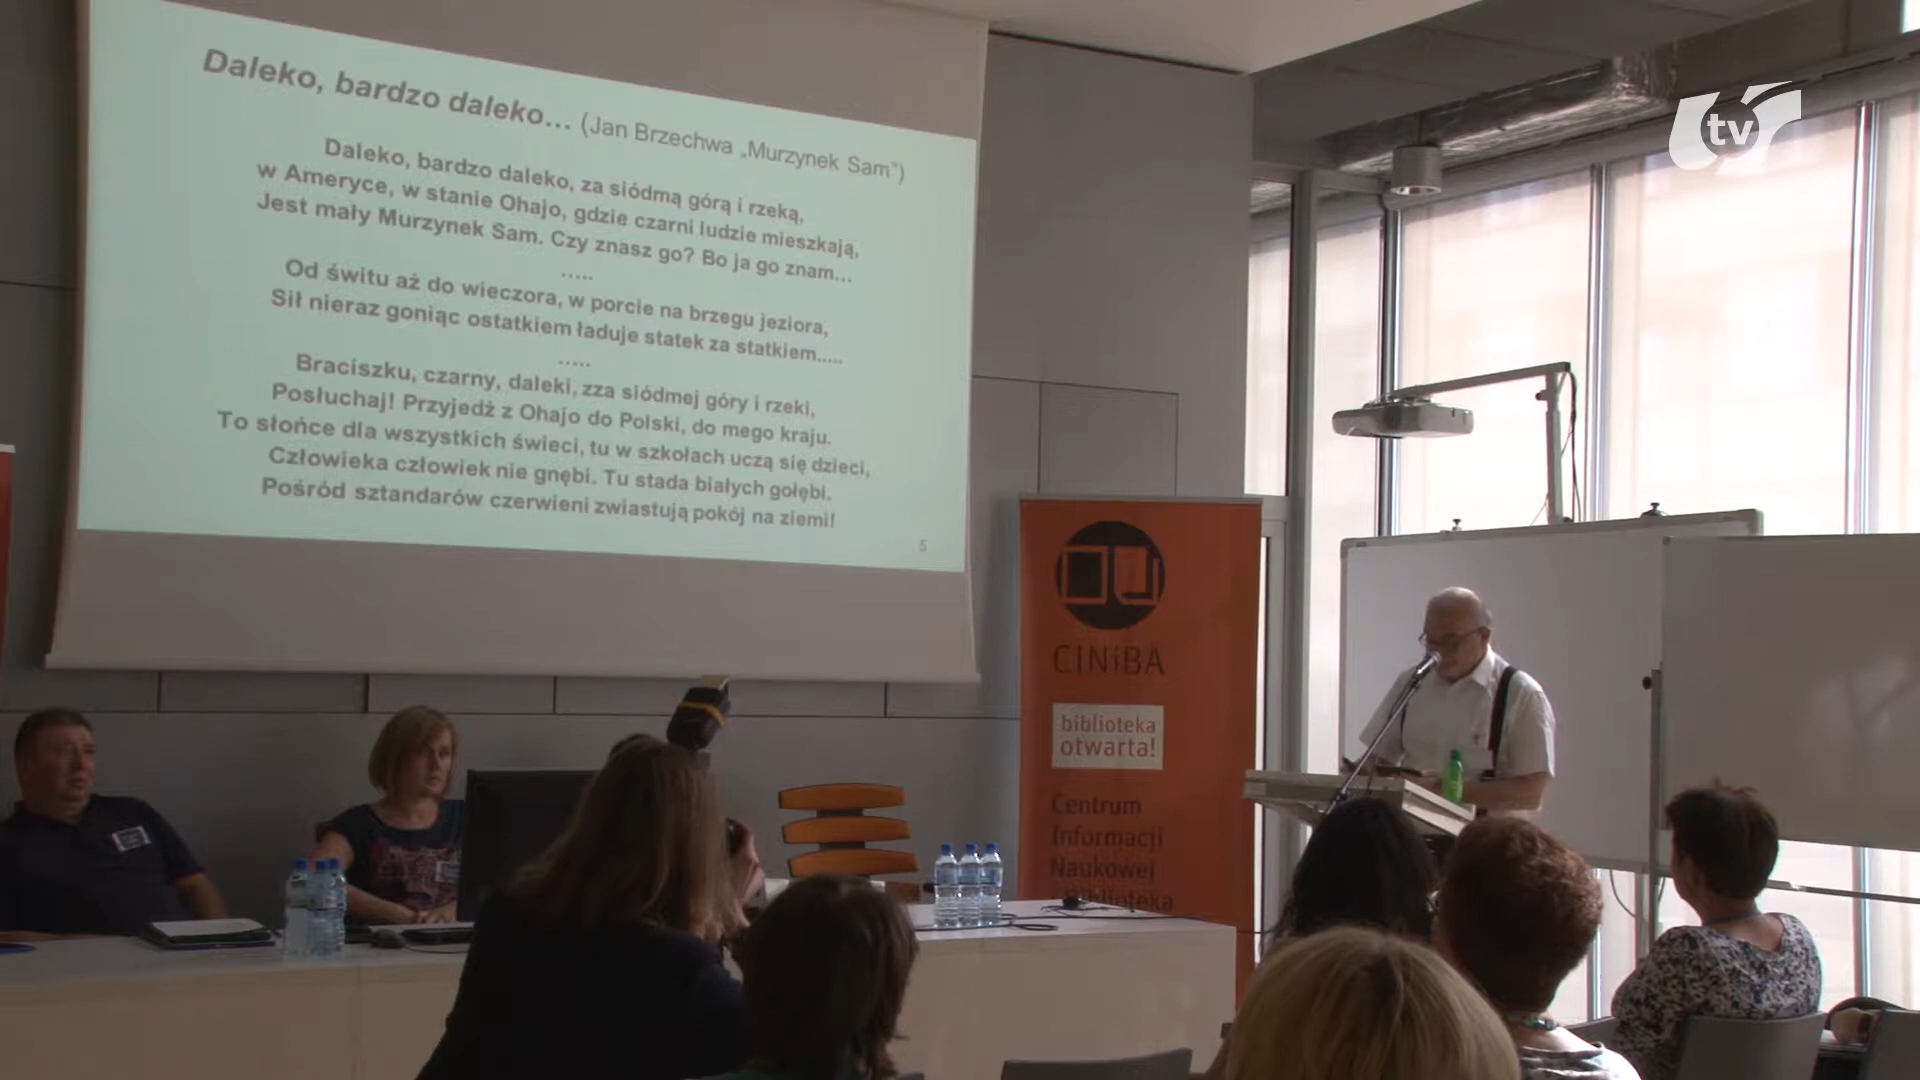 Daleko, bardzo daleko... (Jan Brzechwa „Murzynek Sam”)
Daleko, bardzo daleko, za siódmą górą i rzeką,
w Ameryce, w stanie Ohajo, gdzie czarni ludzie mieszkają,
Jest mały Murzynek Sam. Czy znasz go? Bo ja go znam...
.....
Od świtu aż do wieczora, w porcie na brzegu jeziora,
Sił nieraz goniąc ostatkiem ładuje statek za statkiem.....
.....
Braciszku, czarny, daleki, zza siódmej góry i rzeki,
Posłuchaj! Przyjedź z Ohajo do Polski, do mego kraju.
To słońce dla wszystkich świeci, tu w szkołach uczą się dzieci,
Człowieka człowiek nie gnębi. Tu stada białych gołębi,
Pośród sztandarów czerwieni zwiastują pokój na ziemi!
5
tv
CINiBA
biblioteka
otwarta!
Centrum
Informacji
Naukowej
i Biblioteka